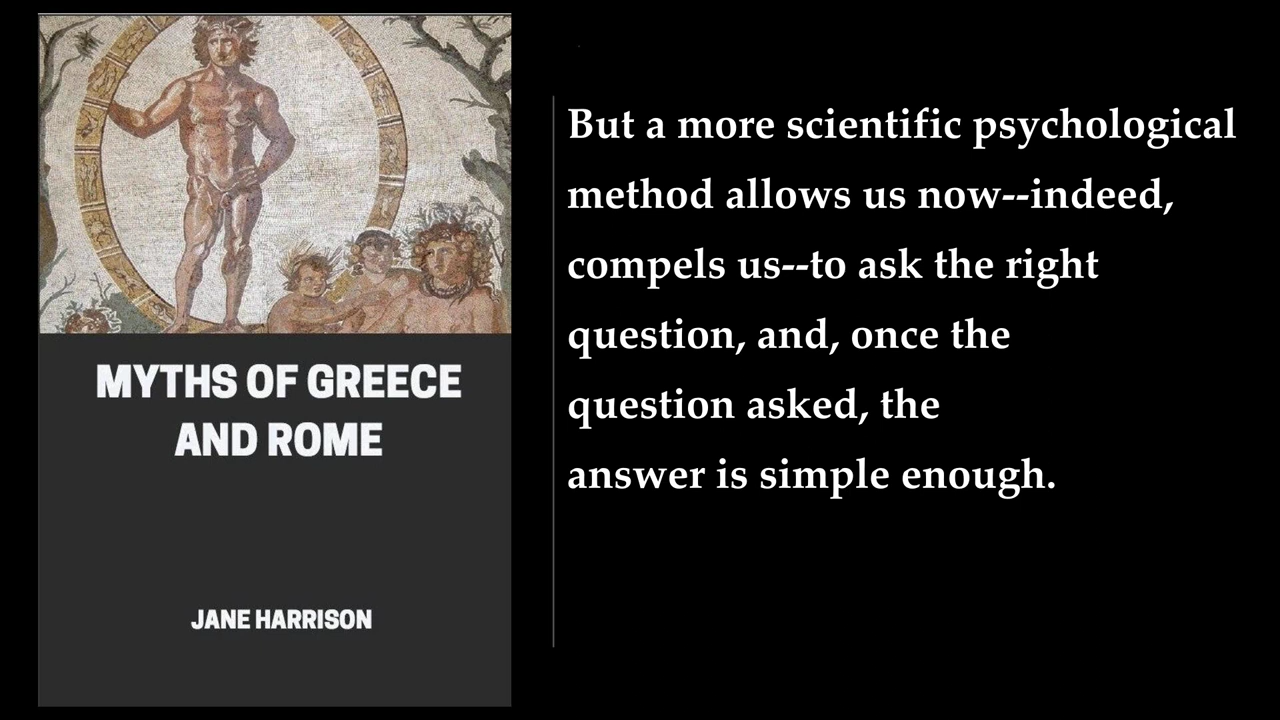 MYTHS OF GREECE
AND ROME
JANE HARRISON
But a more scientific psychological
method allows us now--indeed,
compels us--to ask the right
question, and, once the
question asked, the
answer is simple enough.